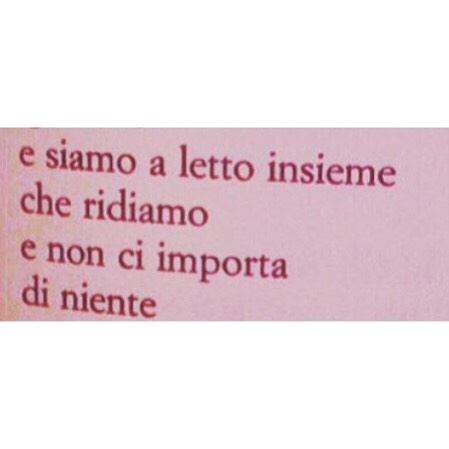 e siamo a letto insieme
che ridiamo
e non ci importa
di niente